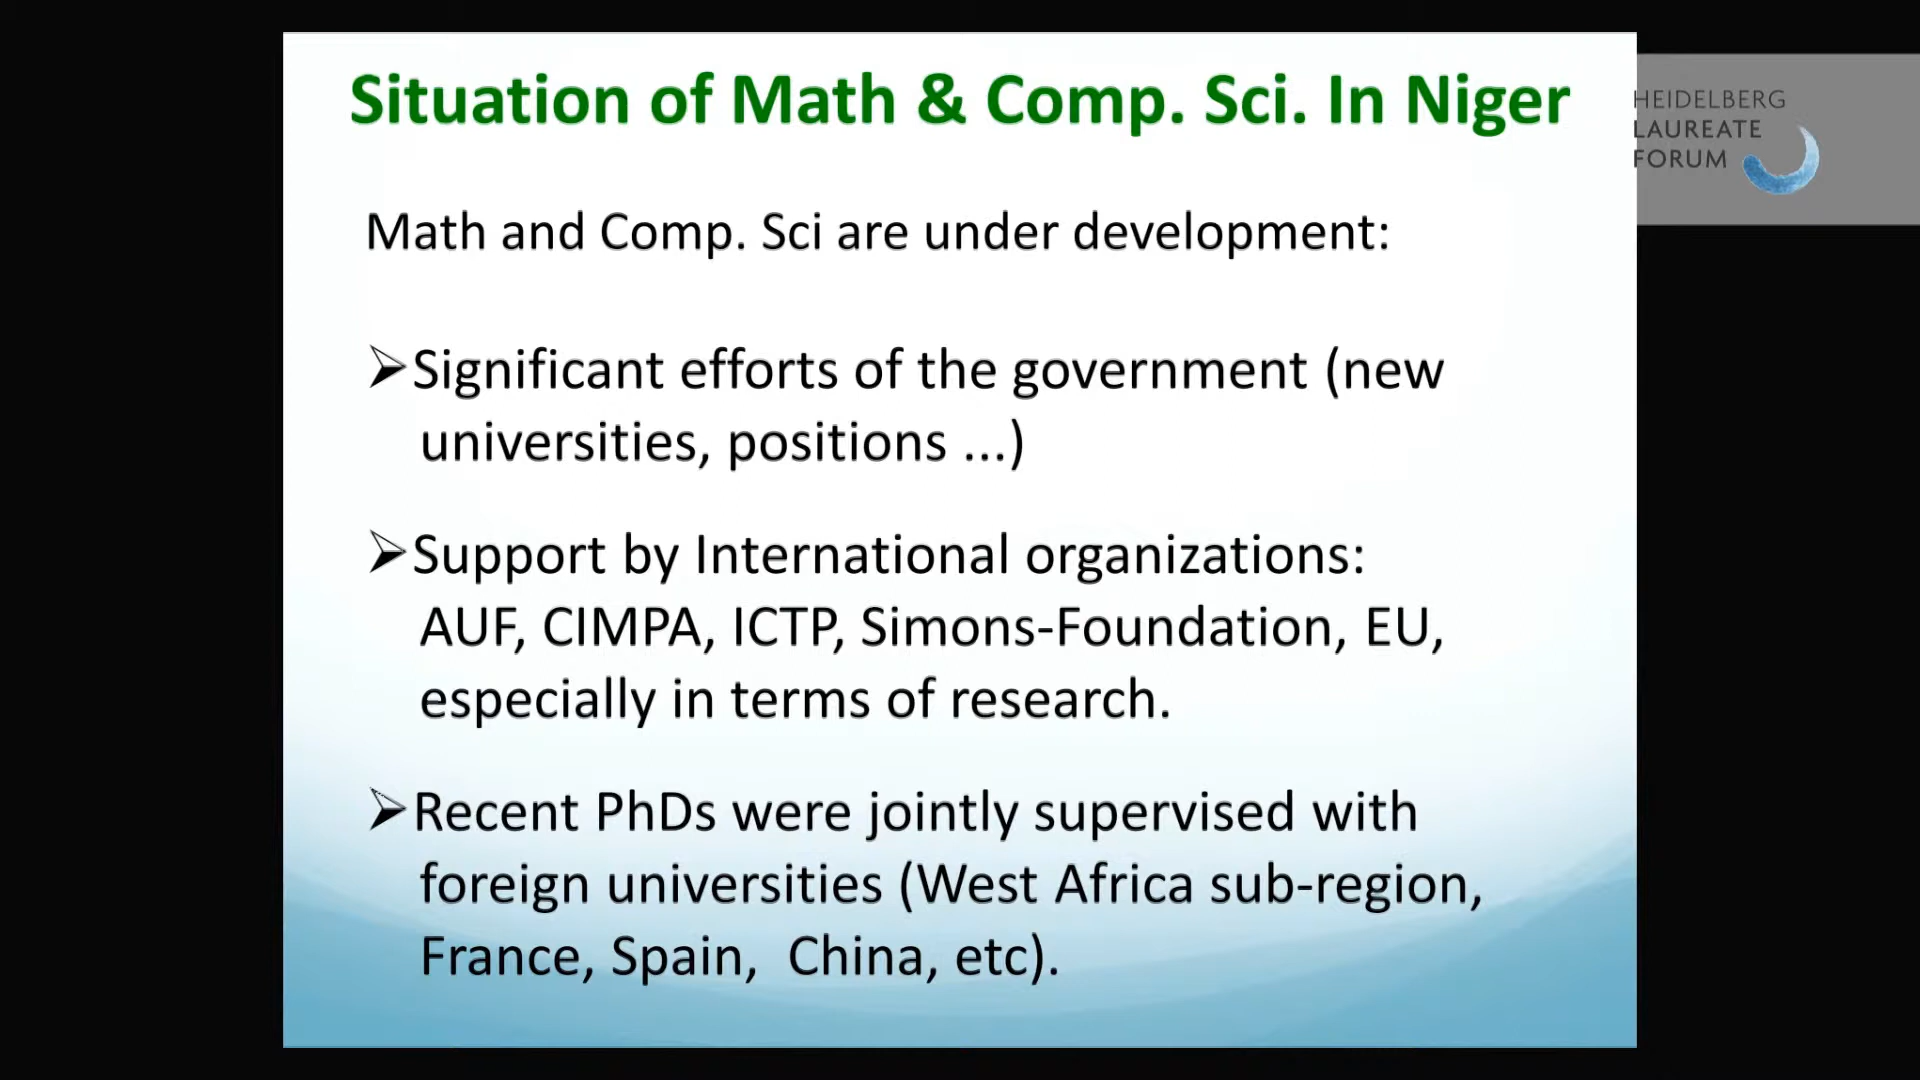 Situation of Math & Comp. Sci. In Niger
HEIDELBERG
LAUREATE
FORUM
Math and Comp. Sci are under development:
➢Significant efforts of the government (new
universities, positions ...)
➢Support by International organizations:
AUF, CIMPA, ICTP, Simons-Foundation, EU,
especially in terms of research.
➢Recent PhDs were jointly supervised with
foreign universities (West Africa sub-region,
France, Spain,  China, etc).